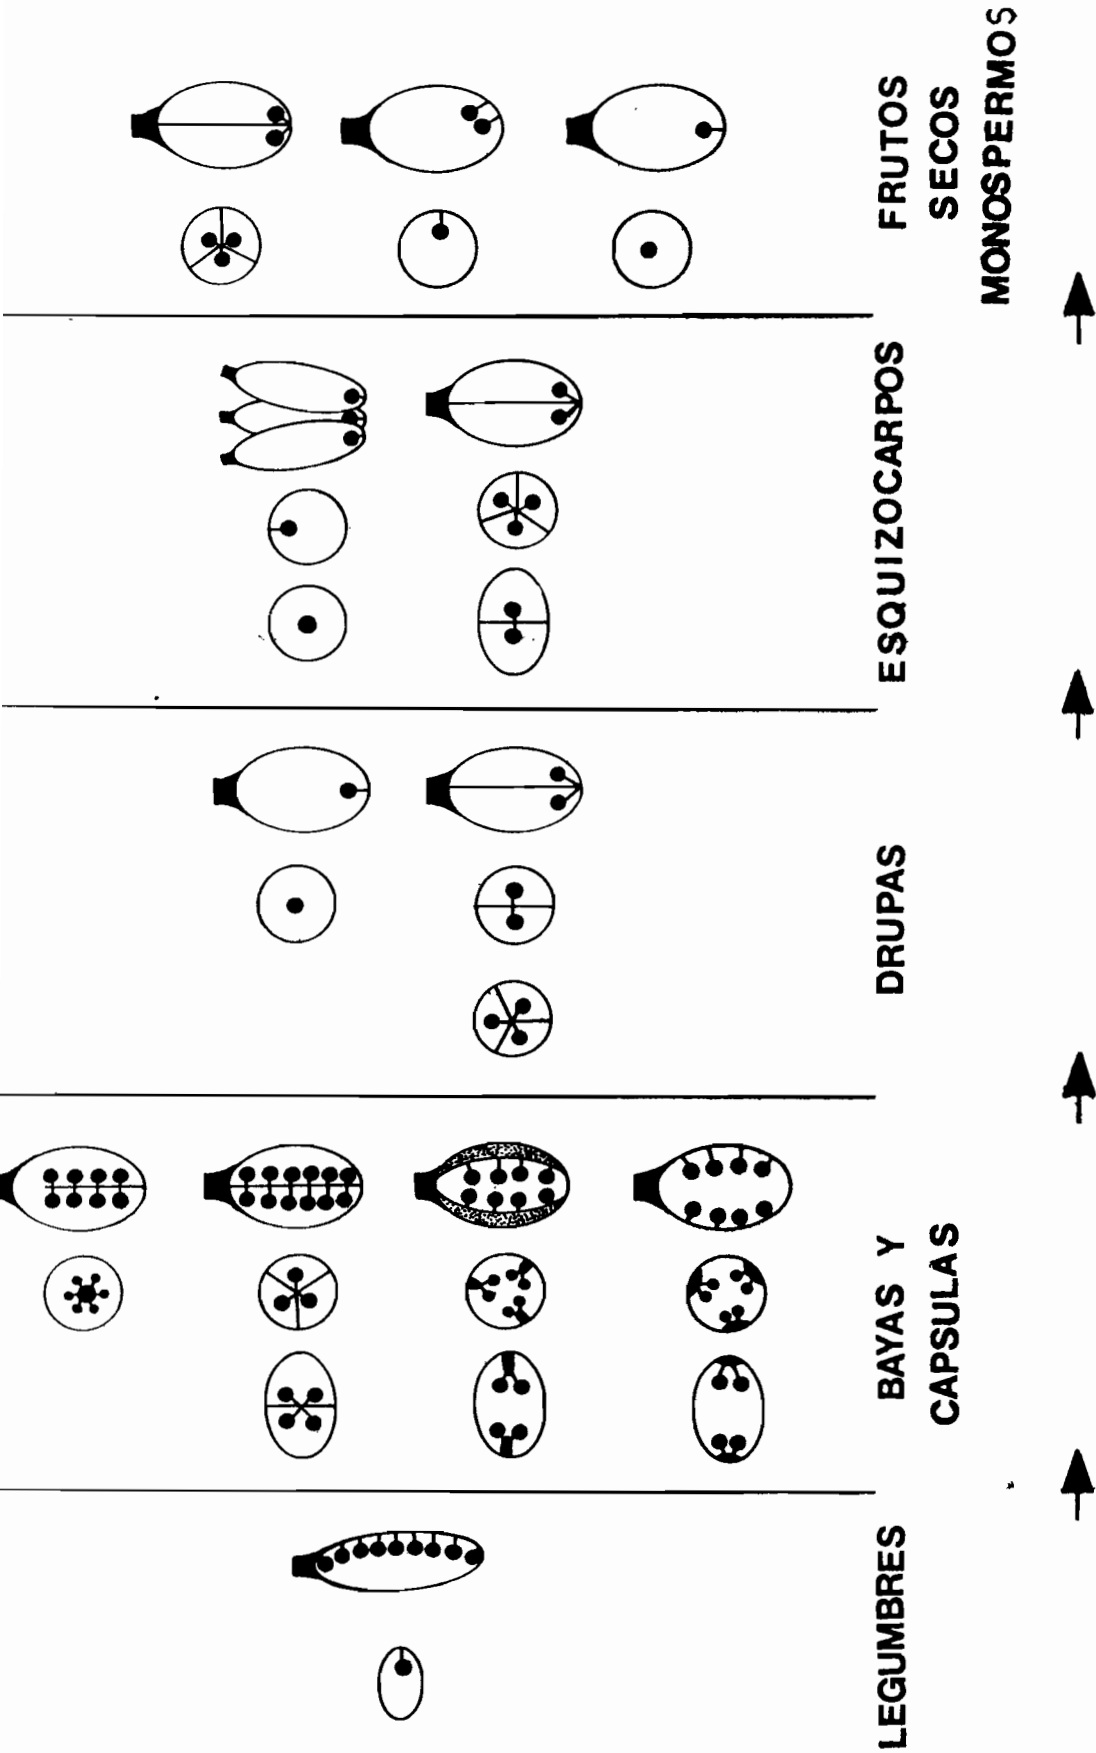 LEGUMBRES
BAYAS Y
CAPSULAS
DRUPAS
ESQUIZOCARPOS
FRUTOS
SECOS
MONOSPERMOS